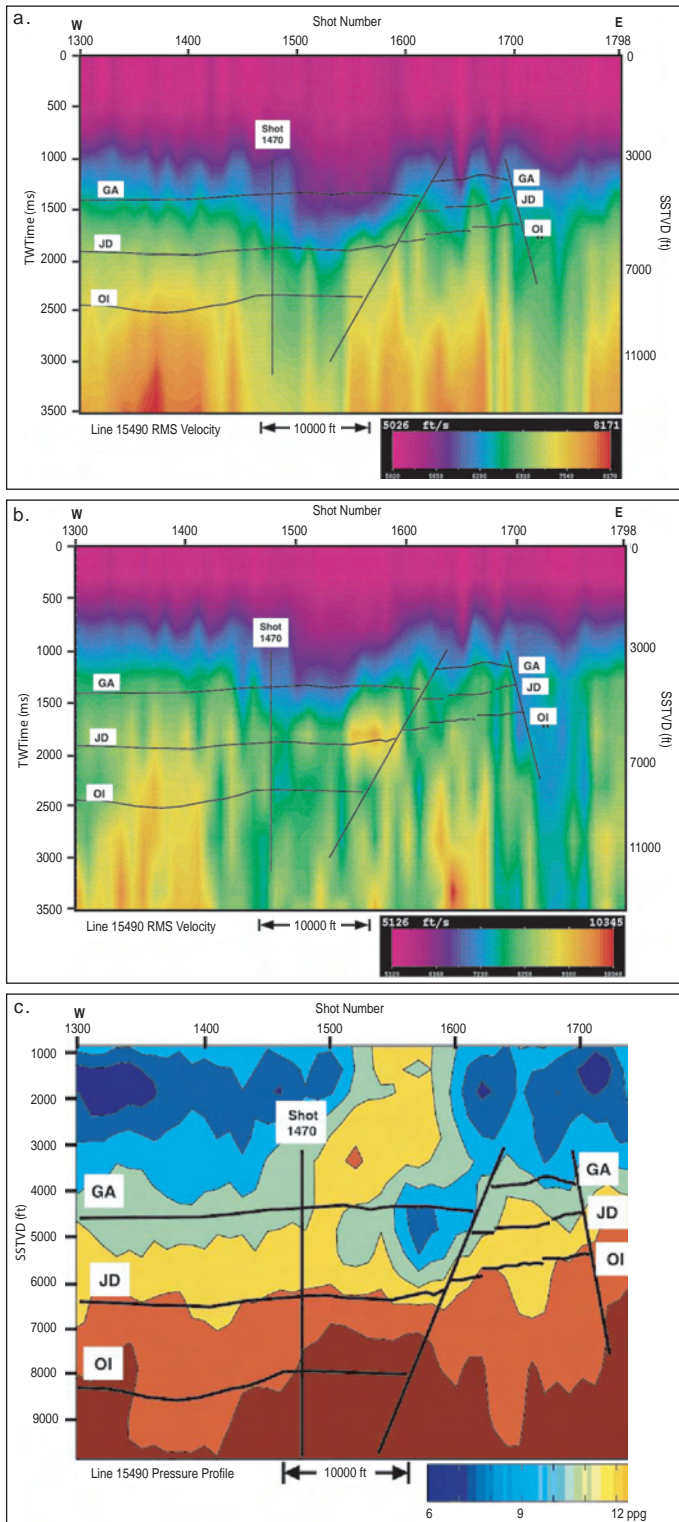 a.
Shot Number
W
E
1300 1400 1500 1600 1700 1798
0
500
1000
1500
2000
2500
3000
3500
TWTime (ms)
Shot
1470
GA
JD
OI
GA
JD
OI
3000
7000
11000
SSTVD (ft)
Line 15490 RMS Velocity
10000 ft
5026 ft/s 8171
b.
Shot Number
W
E
1300 1400 1500 1600 1700 1798
0
500
1000
1500
2000
2500
3000
3500
TWTime (ms)
Shot
1470
GA
JD
OI
GA
JD
OI
0
3000
7000
11000
SSTVD (ft)
Line 15490 RMS Velocity
10000 ft
5126 ft/s 10345
c.
Shot Number
W
1300 1400 1500 1600 1700
1000
2000
3000
4000
5000
6000
7000
8000
9000
SSTVD (ft)
Shot
1470
GA
JD
OI
GA
JD
OI
Line 15490 Pressure Profile
10000 ft
6 9 12 ppg